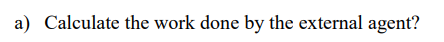 a) Calculate the work done by the external agent?